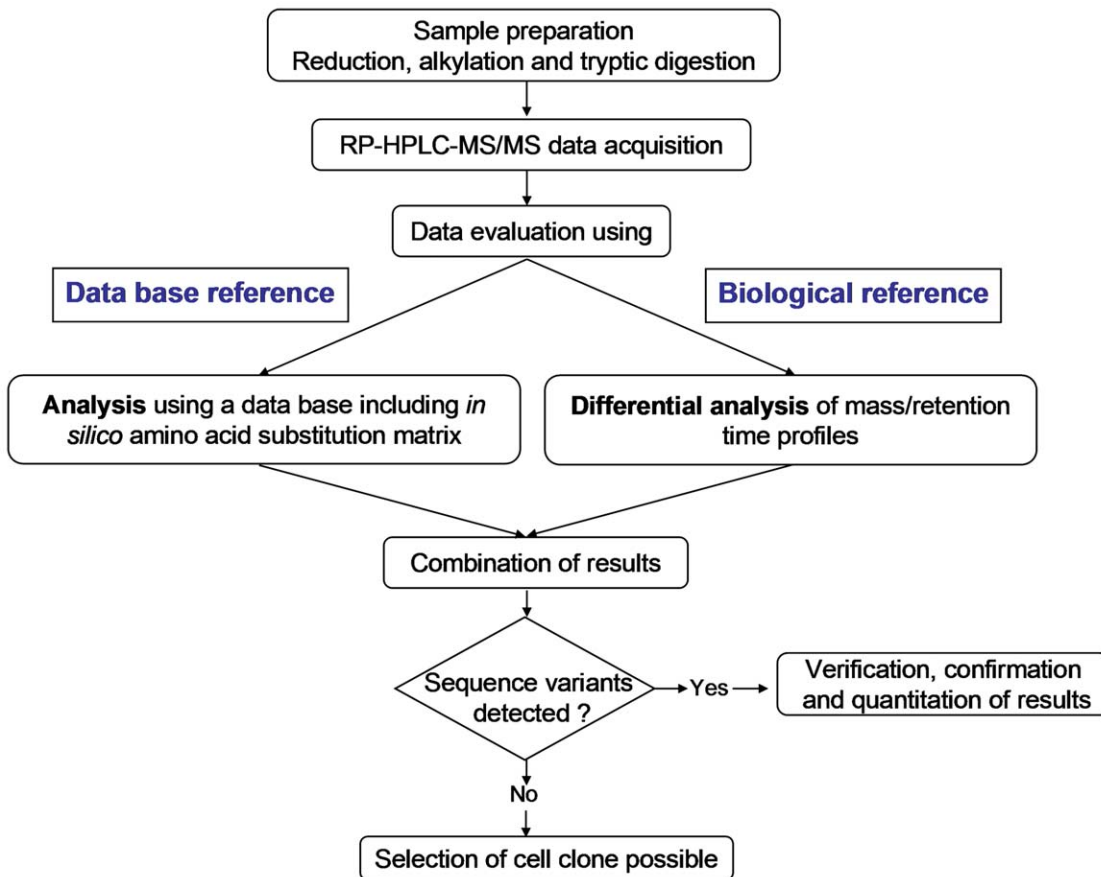 Sample preparation
Reduction, alkylation and tryptic digestion
RP-HPLC-MS/MS data acquisition
Data evaluation using
Data base reference
Biological reference
Analysis using a data base including in
silico amino acid substitution matrix
Differential analysis of mass/retention
time profiles
Combination of results
Sequence variants
detected ?
Yes
Verification, confirmation
and quantitation of results
No
Selection of cell clone possible